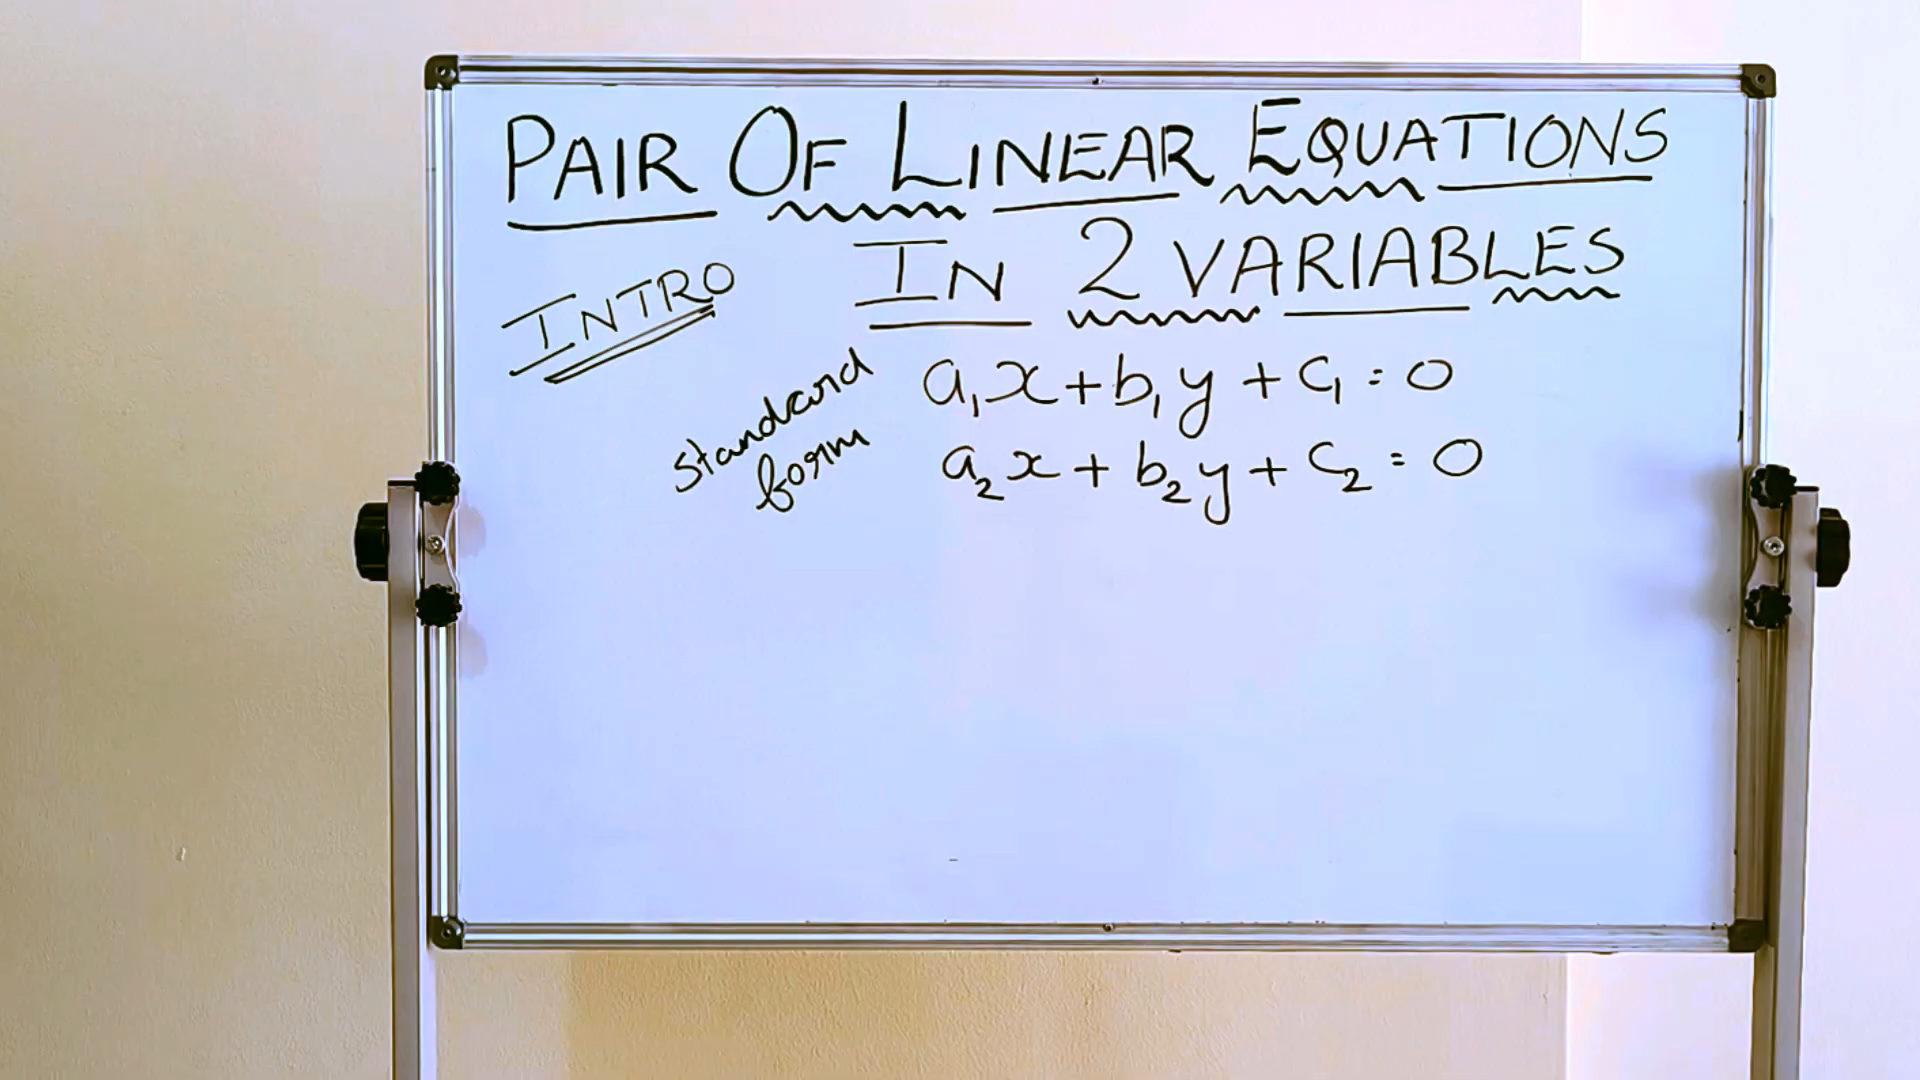 PAIR OF LINEAR EQUATIONS
IN 2 VARIABLES
INTRO
standard
form
a₁x + b₁y + c₁ = 0
a₂x + b₂y + c₂ = 0